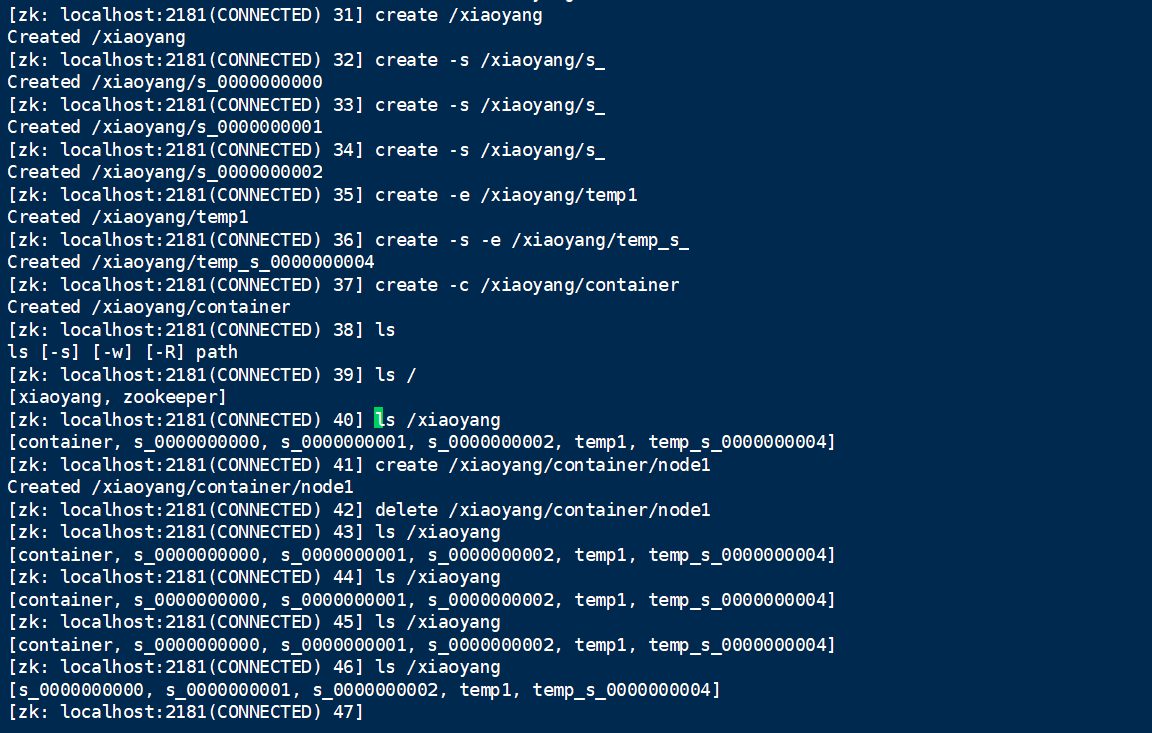 [zk: localhost:2181(CONNECTED) 31] create /xiaoyang
Created /xiaoyang
[zk: localhost:2181(CONNECTED) 32] create -s /xiaoyang/s_
Created /xiaoyang/s_0000000000
[zk: localhost:2181(CONNECTED) 33] create -s /xiaoyang/s_
Created /xiaoyang/s_0000000001
[zk: localhost:2181(CONNECTED) 34] create -s /xiaoyang/s_
Created /xiaoyang/s_0000000002
[zk: localhost:2181(CONNECTED) 35] create -e /xiaoyang/temp1
Created /xiaoyang/temp1
[zk: localhost:2181(CONNECTED) 36] create -s -e /xiaoyang/temp_s_
Created /xiaoyang/temp_s_0000000004
[zk: localhost:2181(CONNECTED) 37] create -c /xiaoyang/container
Created /xiaoyang/container
[zk: localhost:2181(CONNECTED) 38] ls
ls [-s] [-w] [-R] path
[zk: localhost:2181(CONNECTED) 39] ls /
[xiaoyang, zookeeper]
[zk: localhost:2181(CONNECTED) 40] ls /xiaoyang
[container, s_0000000000, s_0000000001, s_0000000002, temp1, temp_s_0000000004]
[zk: localhost:2181(CONNECTED) 41] create /xiaoyang/container/node1
Created /xiaoyang/container/node1
[zk: localhost:2181(CONNECTED) 42] delete /xiaoyang/container/node1
[zk: localhost:2181(CONNECTED) 43] ls /xiaoyang
[container, s_0000000000, s_0000000001, s_0000000002, temp1, temp_s_0000000004]
[zk: localhost:2181(CONNECTED) 44] ls /xiaoyang
[container, s_0000000000, s_0000000001, s_0000000002, temp1, temp_s_0000000004]
[zk: localhost:2181(CONNECTED) 45] ls /xiaoyang
[container, s_0000000000, s_0000000001, s_0000000002, temp1, temp_s_0000000004]
[zk: localhost:2181(CONNECTED) 46] ls /xiaoyang
[s_0000000000, s_0000000001, s_0000000002, temp1, temp_s_0000000004]
[zk: localhost:2181(CONNECTED) 47]